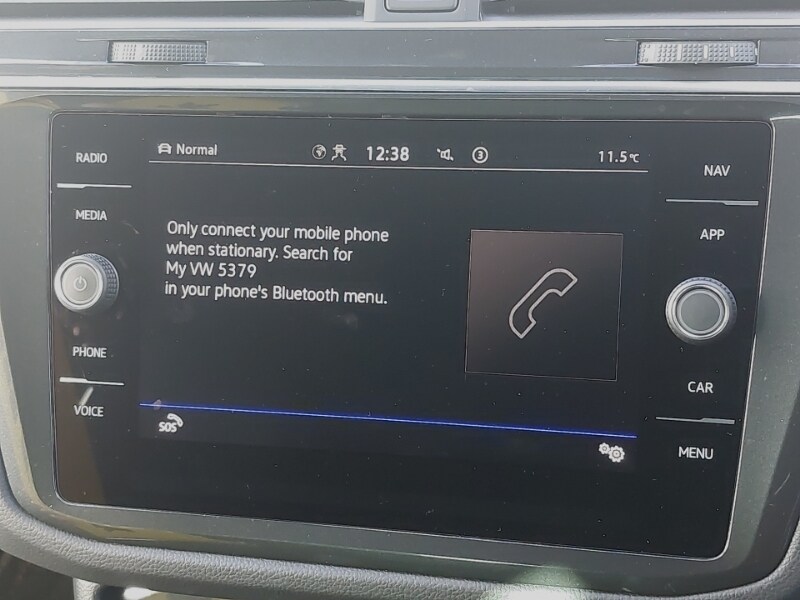 RADIO
MEDIA
PHONE
VOICE
Normal
12:38
3
11.5°C
Only connect your mobile phone
when stationary. Search for
My VW 5379
in your phone's Bluetooth menu.
SOS
NAV
APP
CAR
MENU